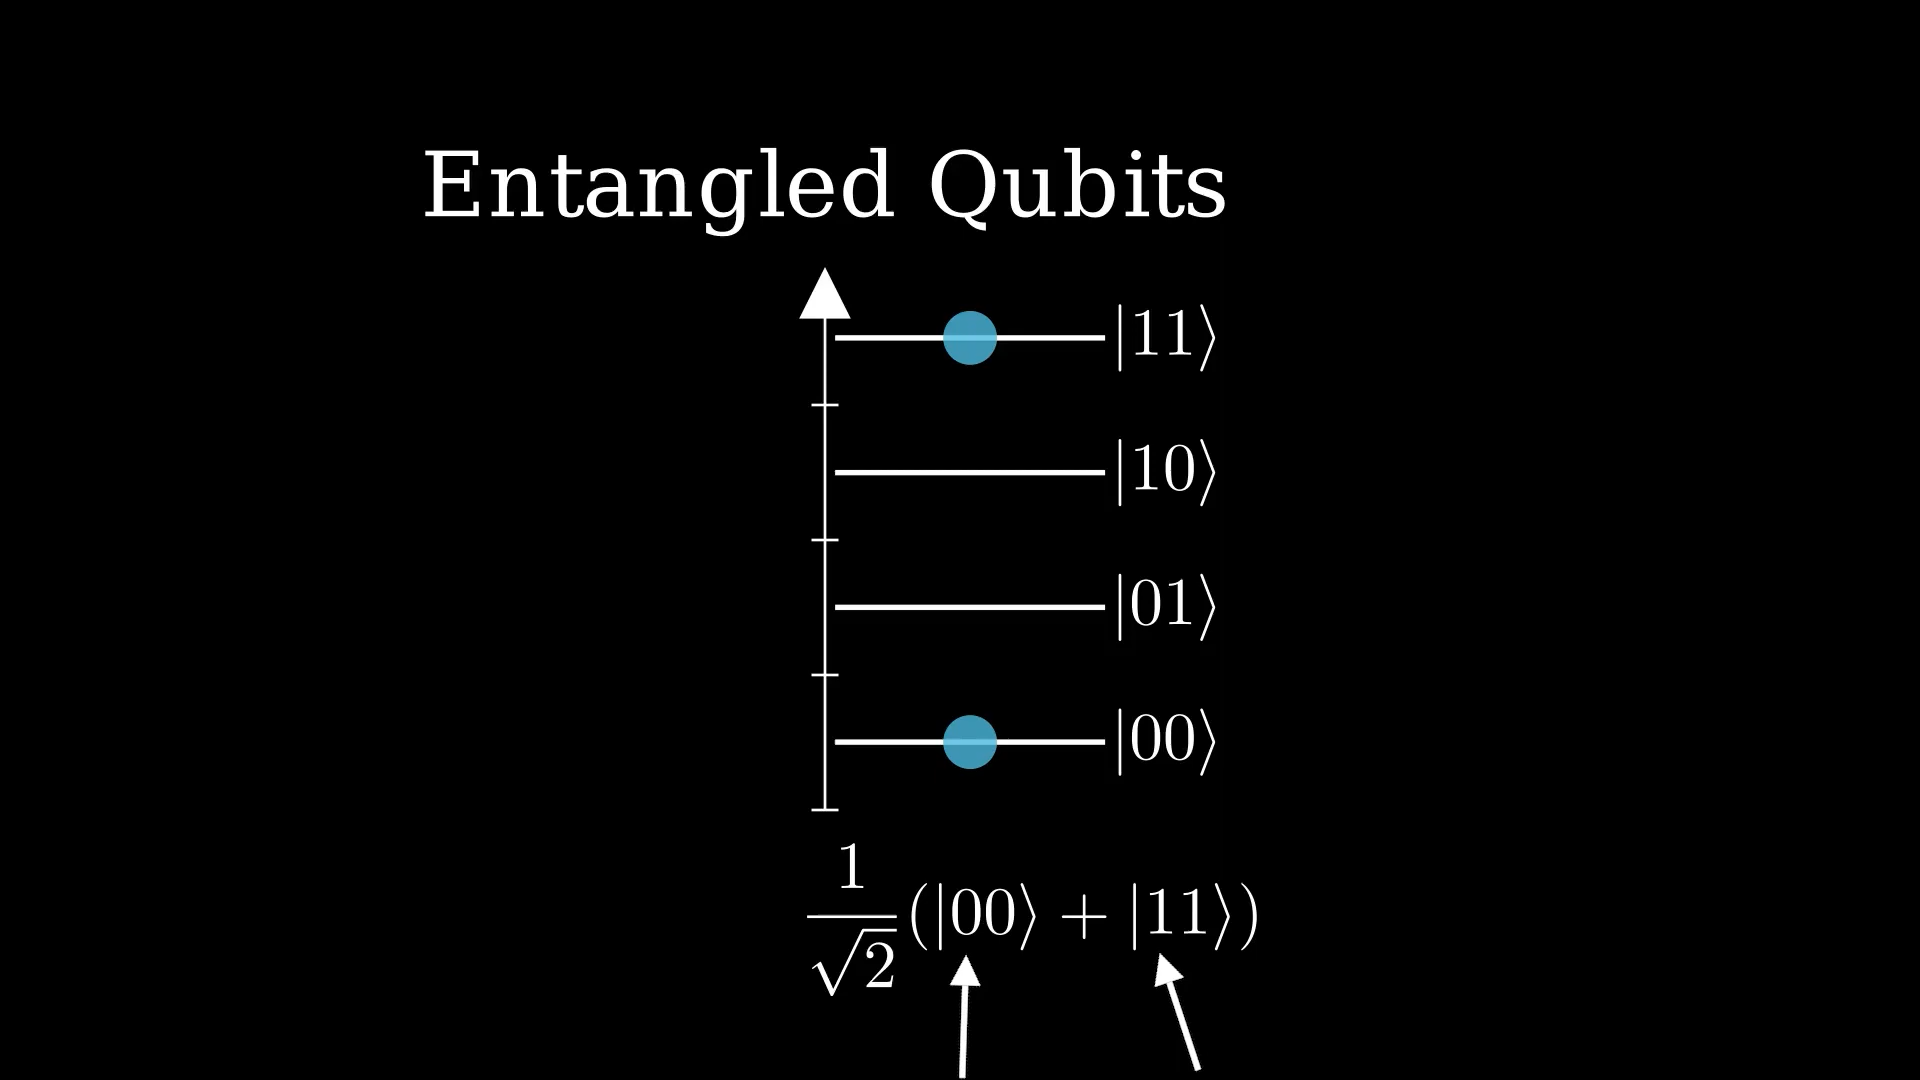 Entangled Qubits
|11⟩
|10⟩
|01⟩
|00⟩
1/√2(|00⟩ + |11⟩)